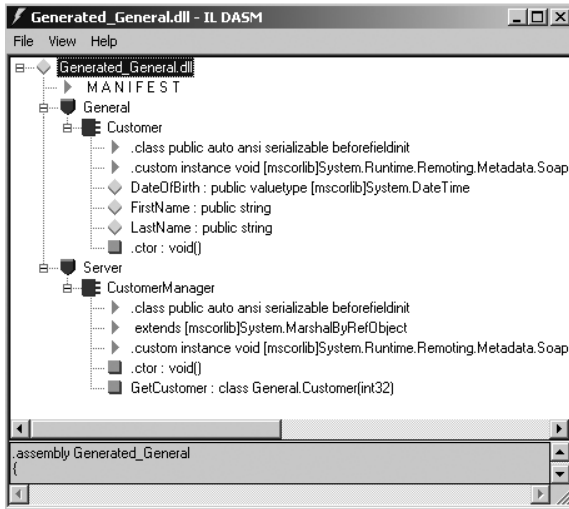 Generated_General.dll - IL DASM
File View Help
Generated_General.dll
MANIFEST
General
Customer
.class public auto ansi serializable beforefieldinit
.custom instance void [mscorlib]System.Runtime.Remoting.Metadata.Soap
DateOfBirth : public valuetype [mscorlib]System.DateTime
FirstName : public string
LastName : public string
.ctor : void()
Server
CustomerManager
.class public auto ansi serializable beforefieldinit
extends [mscorlib]System.MarshalByRefObject
.custom instance void [mscorlib]System.Runtime.Remoting.Metadata.Soap
.ctor : void()
GetCustomer : class General.Customer(int32)
.assembly Generated_General
{